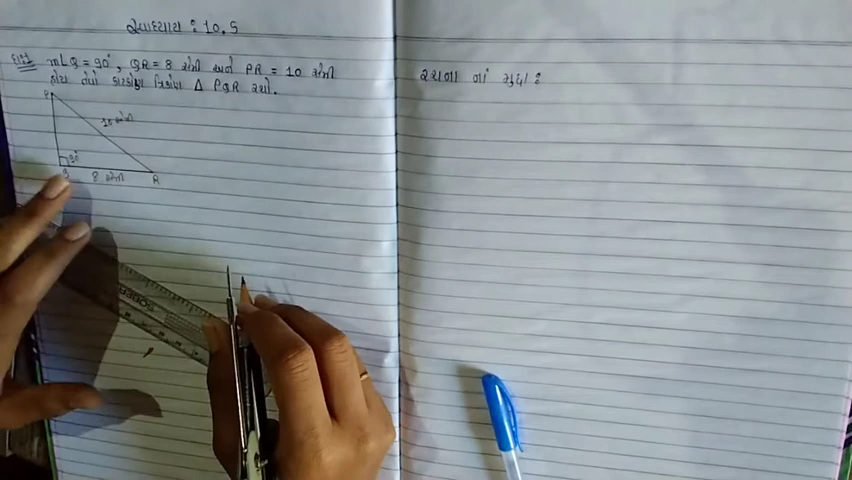 સ્વાધ્યાય : 10.5
m∠Q = 90°, QR = 8 સેમી અને PR = 10 સેમી
હોય તેવો કાટકોણ ત્રિકોણ Δ PQR રચો.
રચના નાં મુદ્દા :
P
10 સેમી
90°
Q 8 સેમી R